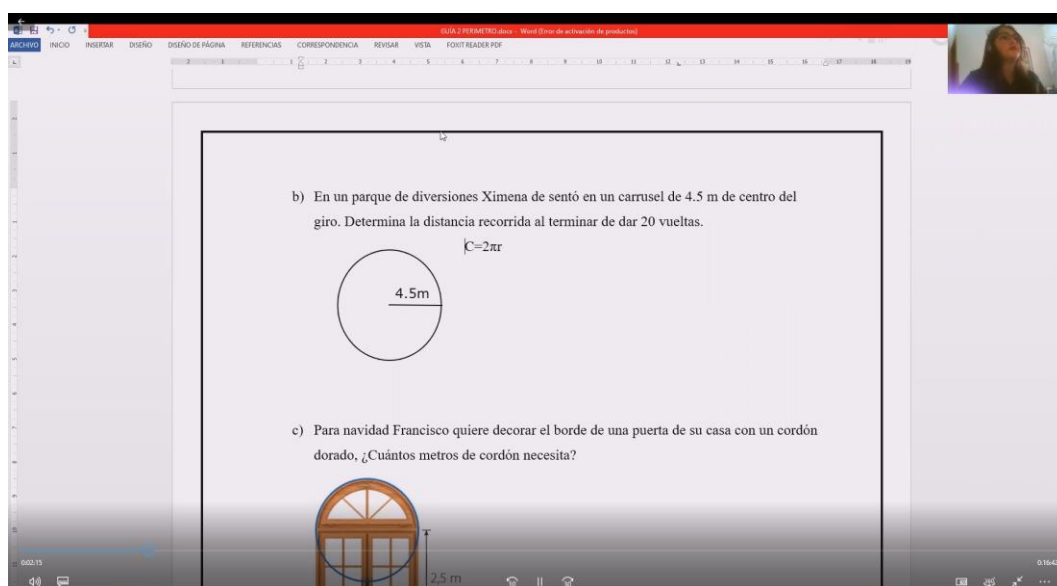 GUIA 2 PERIMETRO.docx - Word (Error de activación de productos)
ARCHIVO INICIO INSERTAR DISEÑO DISEÑO DE PÁGINA REFERENCIAS CORRESPONDENCIA REVISAR VISTA FOXIT READER PDF
b) En un parque de diversiones Ximena de sentó en un carrusel de 4.5 m de centro del
giro. Determina la distancia recorrida al terminar de dar 20 vueltas.
C=2πr
4.5m
c) Para navidad Francisco quiere decorar el borde de una puerta de su casa con un cordón
dorado, ¿Cuántos metros de cordón necesita?
2,5 m
0:02:15